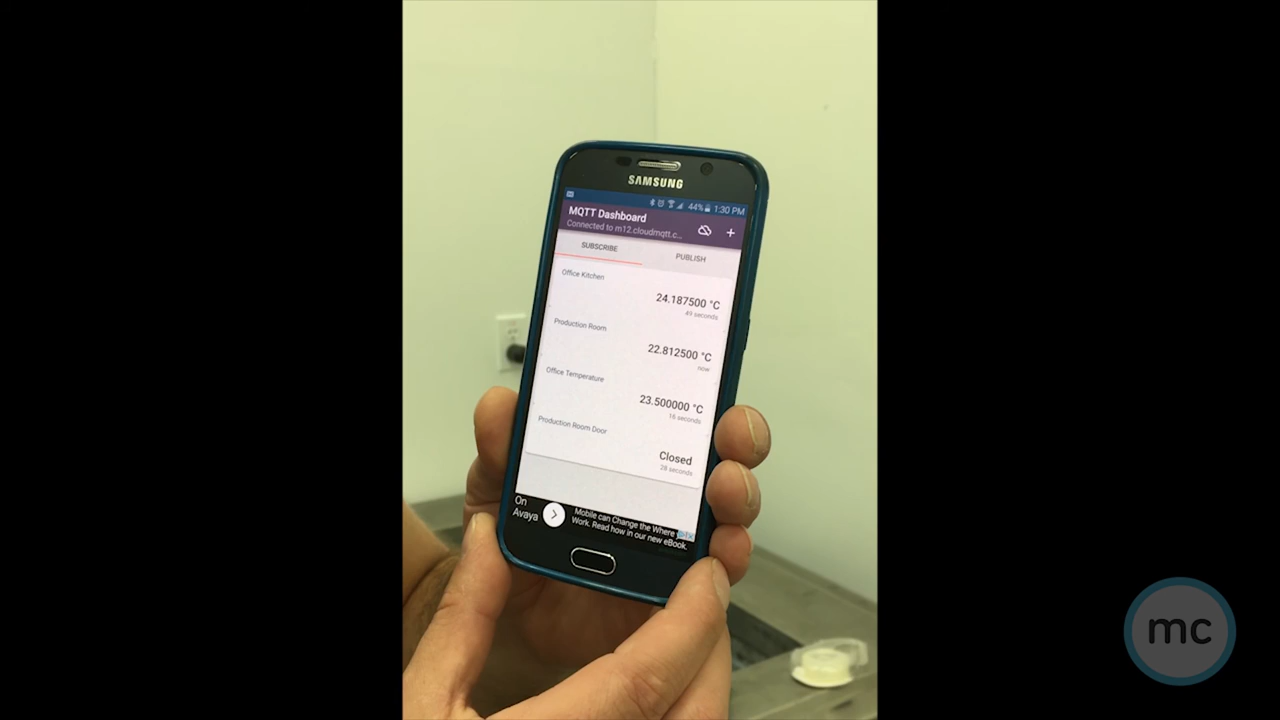 SAMSUNG
44% 1:30 PM
MQTT Dashboard
Connected to m12.cloudmqtt.c...
SUBSCRIBE
PUBLISH
Office Kitchen
24.187500 °C
49 seconds
Production Room
22.812500 °C
now
Office Temperature
23.500000 °C
16 seconds
Production Room Door
Closed
28 seconds
On
Avaya
Mobile can Change the Where
Work. Read how in our new eBook.
mc